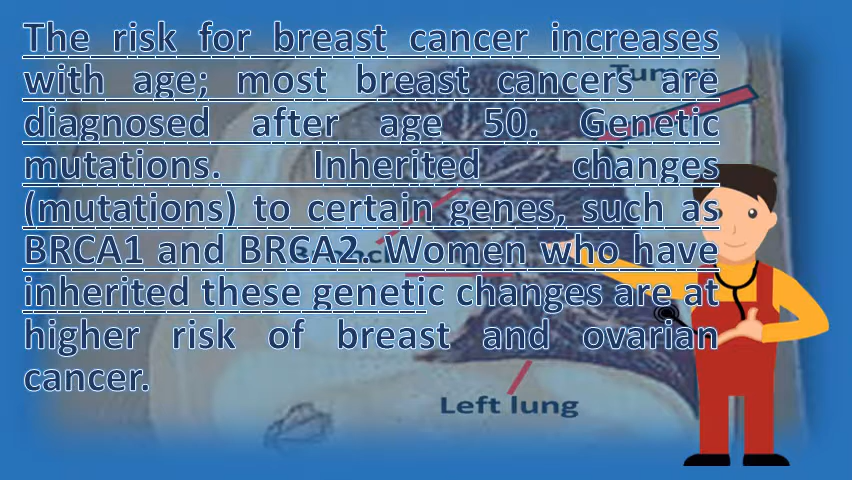 The risk for breast cancer increases
with age; most breast cancers are
diagnosed after age 50. Genetic
mutations. Inherited changes
(mutations) to certain genes, such as
BRCA1 and BRCA2. Women who have
inherited these genetic changes are at
higher risk of breast and ovarian
cancer.
Tumor
Left lung